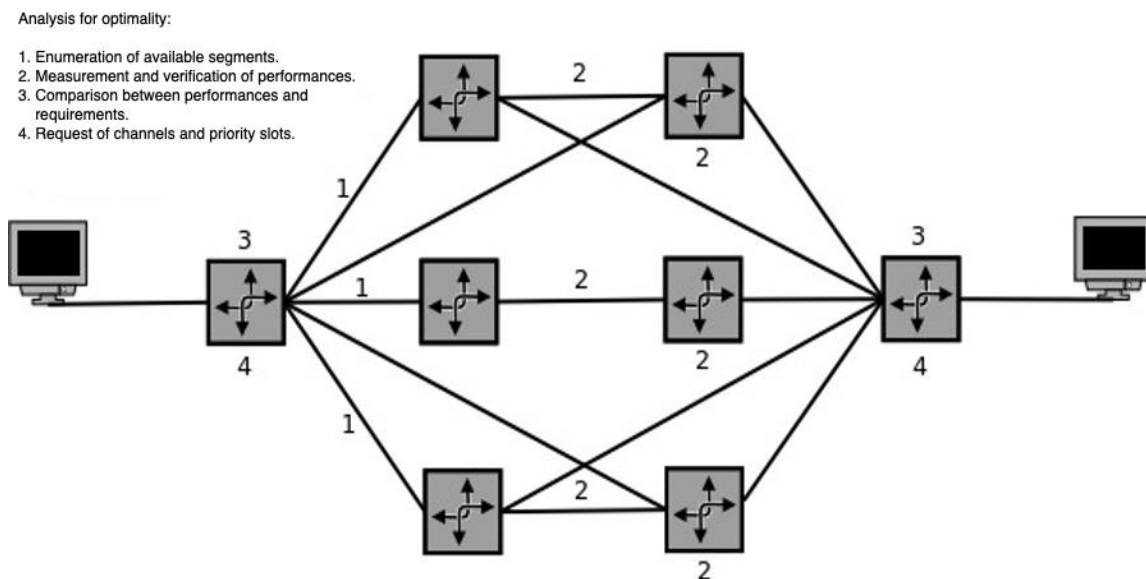 Analysis for optimality:
1. Enumeration of available segments.
2. Measurement and verification of performances.
3. Comparison between performances and
requirements.
4. Request of channels and priority slots.
2
2
1
3
3
1
2
4
2
4
1
2
2